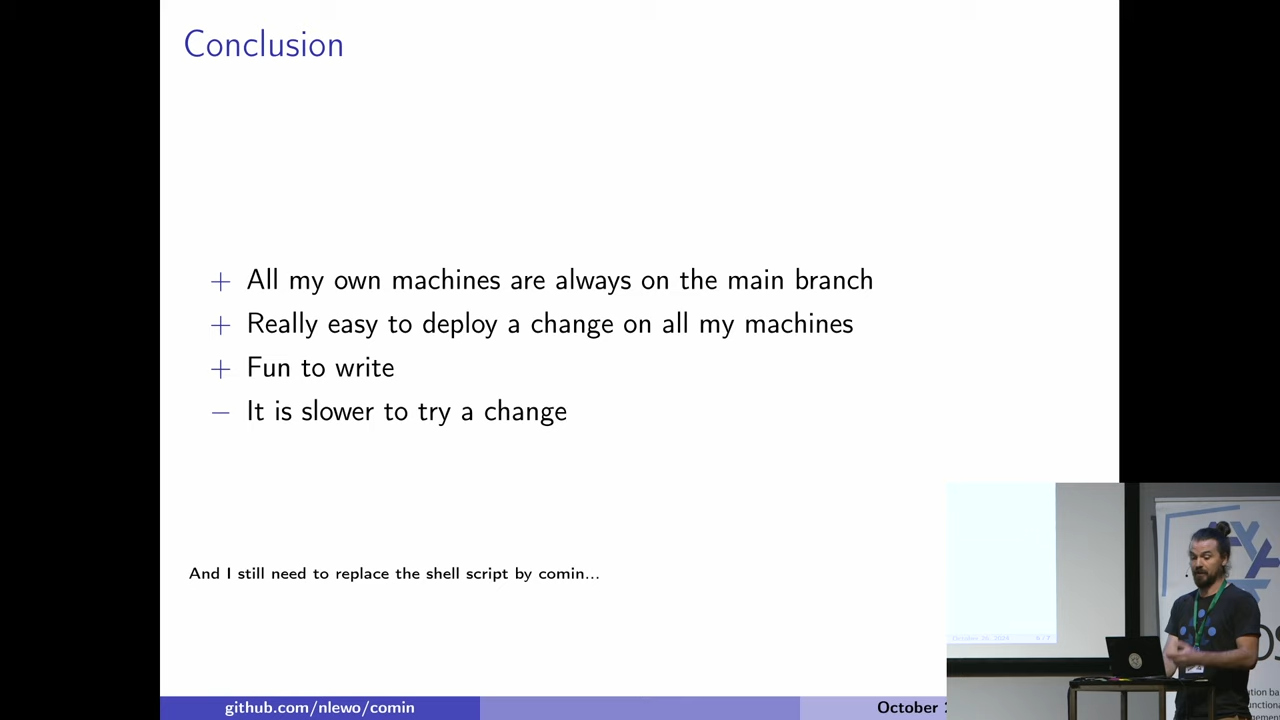 Conclusion
+ All my own machines are always on the main branch
+ Really easy to deploy a change on all my machines
+ Fun to write
− It is slower to try a change
And I still need to replace the shell script by comin...
github.com/nlewo/comin
October